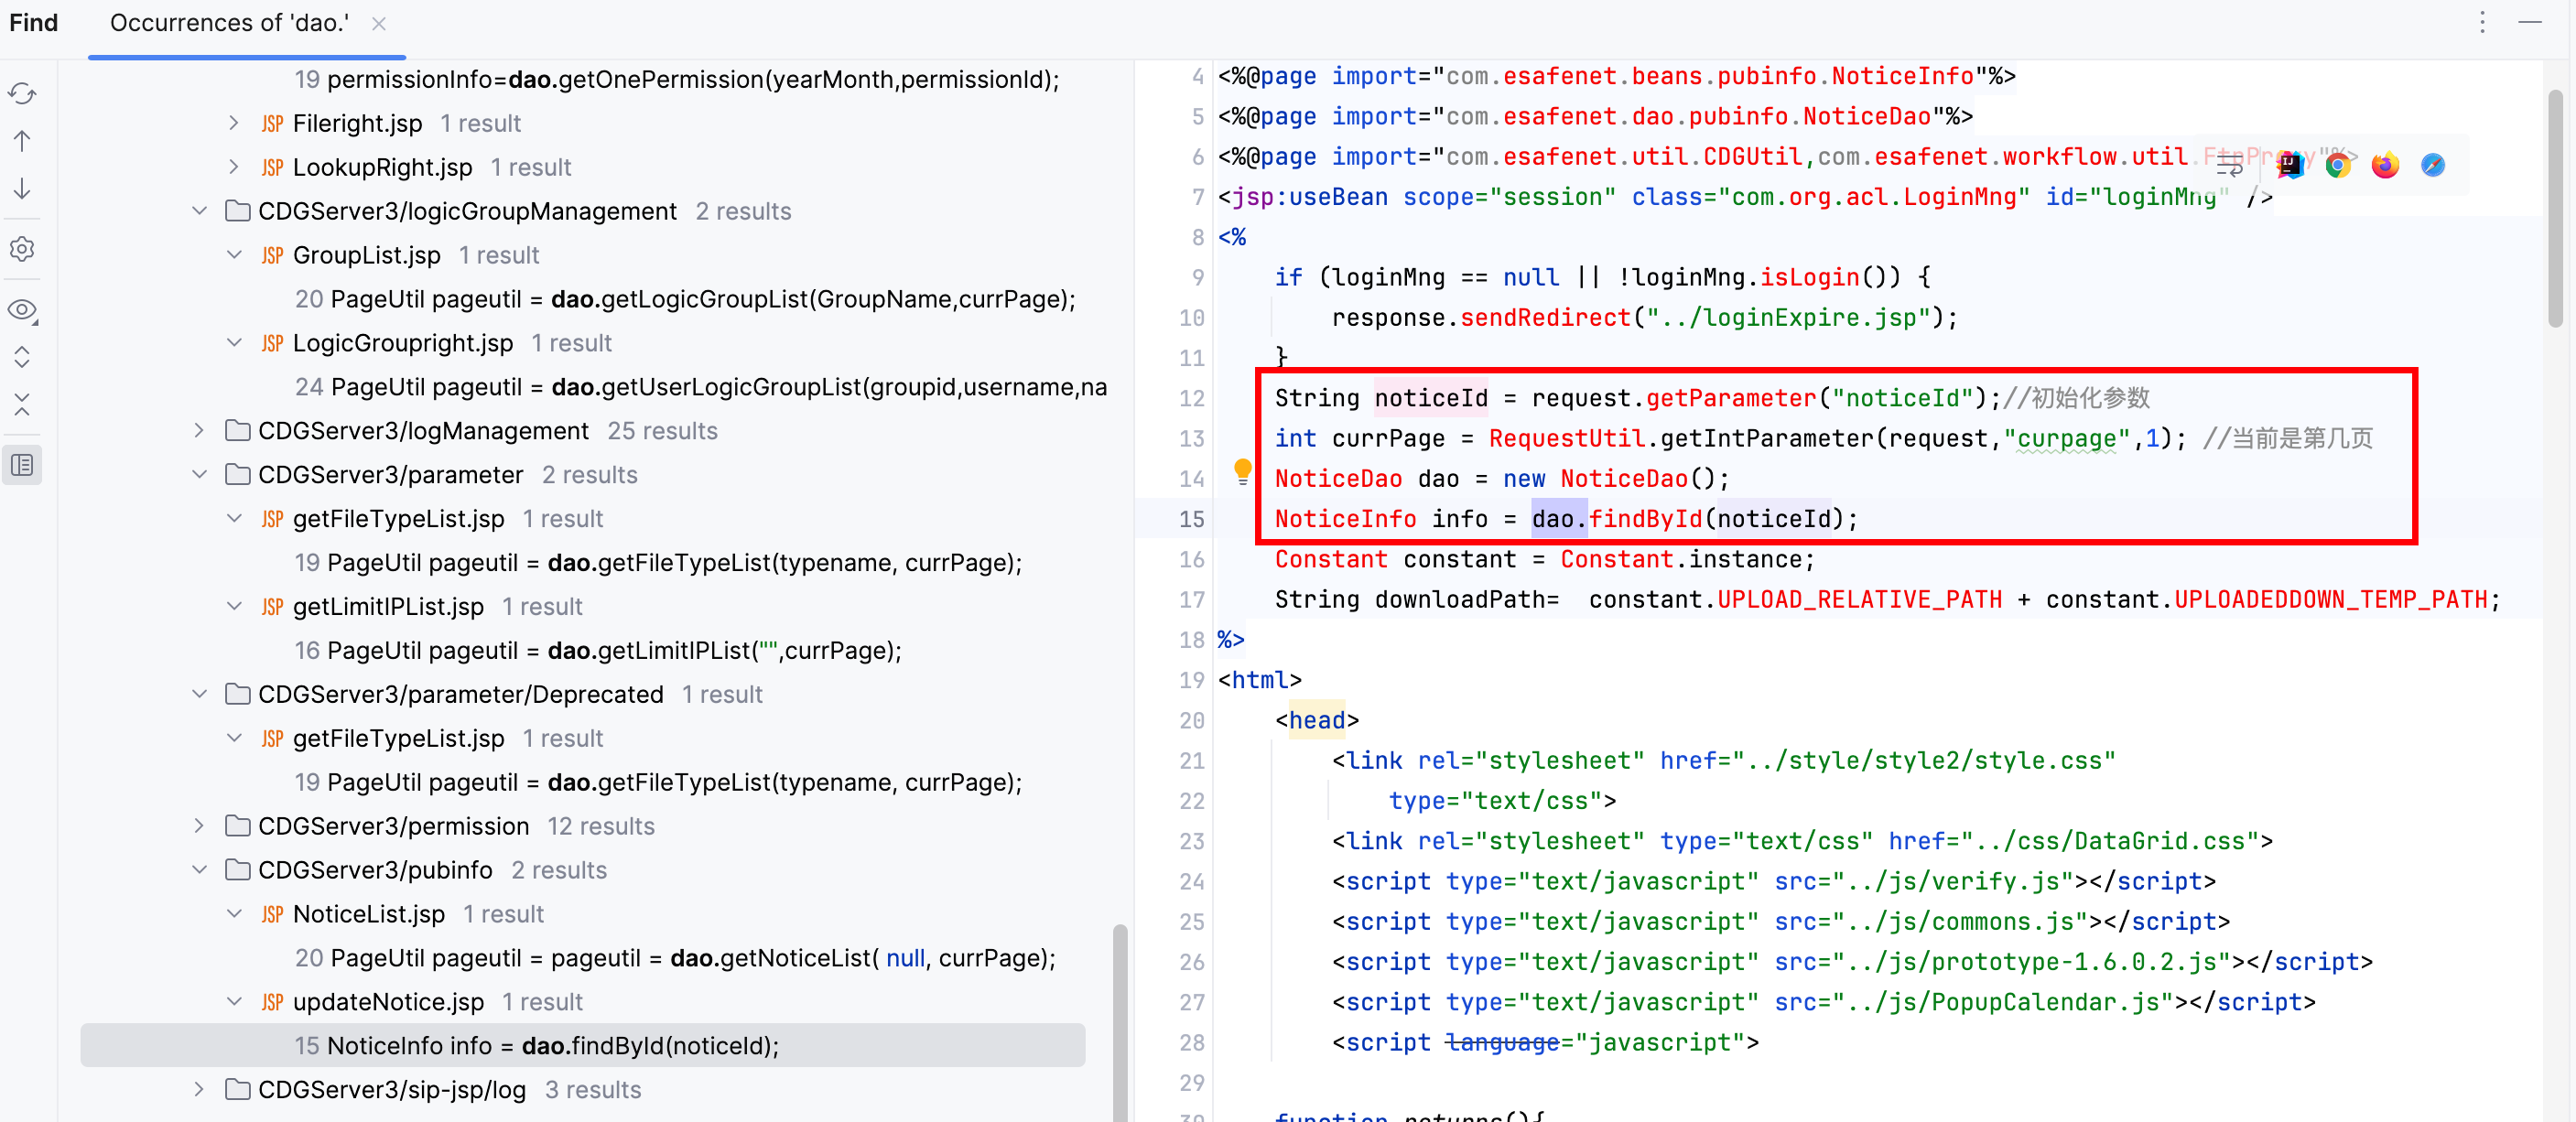 Find
Occurrences of 'dao.'
19 permissionInfo=dao.getOnePermission(yearMonth,permissionId);
JSP Fileright.jsp 1 result
JSP LookupRight.jsp 1 result
CDGServer3/logicGroupManagement 2 results
JSP GroupList.jsp 1 result
20 PageUtil pageutil = dao.getLogicGroupList(GroupName,currPage);
JSP LogicGroupright.jsp 1 result
24 PageUtil pageutil = dao.getUserLogicGroupList(groupid,username,na
CDGServer3/logManagement 25 results
CDGServer3/parameter 2 results
JSP getFileTypeList.jsp 1 result
19 PageUtil pageutil = dao.getFileTypeList(typename, currPage);
JSP getLimitIPList.jsp 1 result
16 PageUtil pageutil = dao.getLimitIPList("",currPage);
CDGServer3/parameter/Deprecated 1 result
JSP getFileTypeList.jsp 1 result
19 PageUtil pageutil = dao.getFileTypeList(typename, currPage);
CDGServer3/permission 12 results
CDGServer3/pubinfo 2 results
JSP NoticeList.jsp 1 result
20 PageUtil pageutil = pageutil = dao.getNoticeList( null, currPage);
JSP updateNotice.jsp 1 result
15 NoticeInfo info = dao.findById(noticeId);
CDGServer3/sip-jsp/log 3 results
4 <%@page import="com.esafenet.beans.pubinfo.NoticeInfo"%>
5 <%@page import="com.esafenet.dao.pubinfo.NoticeDao"%>
6 <%@page import="com.esafenet.util.CDGUtil,com.esafenet.workflow.util.FtpProxy"%>
7 <jsp:useBean scope="session" class="com.org.acl.LoginMng" id="loginMng" />
8 <%
9 if (loginMng == null || !loginMng.isLogin()) {
10 response.sendRedirect("../loginExpire.jsp");
11 }
12 String noticeId = request.getParameter("noticeId");//初始化参数
13 int currPage = RequestUtil.getIntParameter(request,"curpage",1); //当前是第几页
14 NoticeDao dao = new NoticeDao();
15 NoticeInfo info = dao.findById(noticeId);
16 Constant constant = Constant.instance;
17 String downloadPath= constant.UPLOAD_RELATIVE_PATH + constant.UPLOADEDDOWN_TEMP_PATH;
18 %>
19 <html>
20 <head>
21 <link rel="stylesheet" href="../style/style2/style.css"
22 type="text/css">
23 <link rel="stylesheet" type="text/css" href="../css/DataGrid.css">
24 <script type="text/javascript" src="../js/verify.js"></script>
25 <script type="text/javascript" src="../js/commons.js"></script>
26 <script type="text/javascript" src="../js/prototype-1.6.0.2.js"></script>
27 <script type="text/javascript" src="../js/PopupCalendar.js"></script>
28 <script language="javascript">
29
30 function returns(){